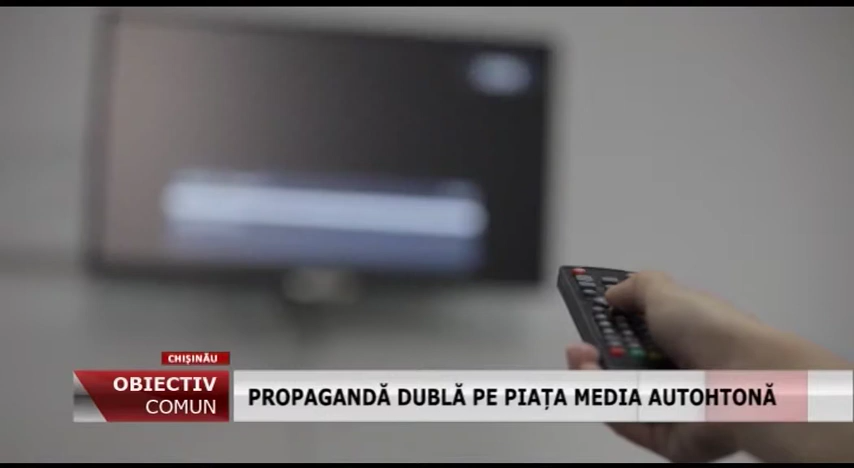 CHIȘINĂU
OBIECTIV
COMUN
PROPAGANDĂ DUBLĂ PE PIAȚA MEDIA AUTOHTONĂ